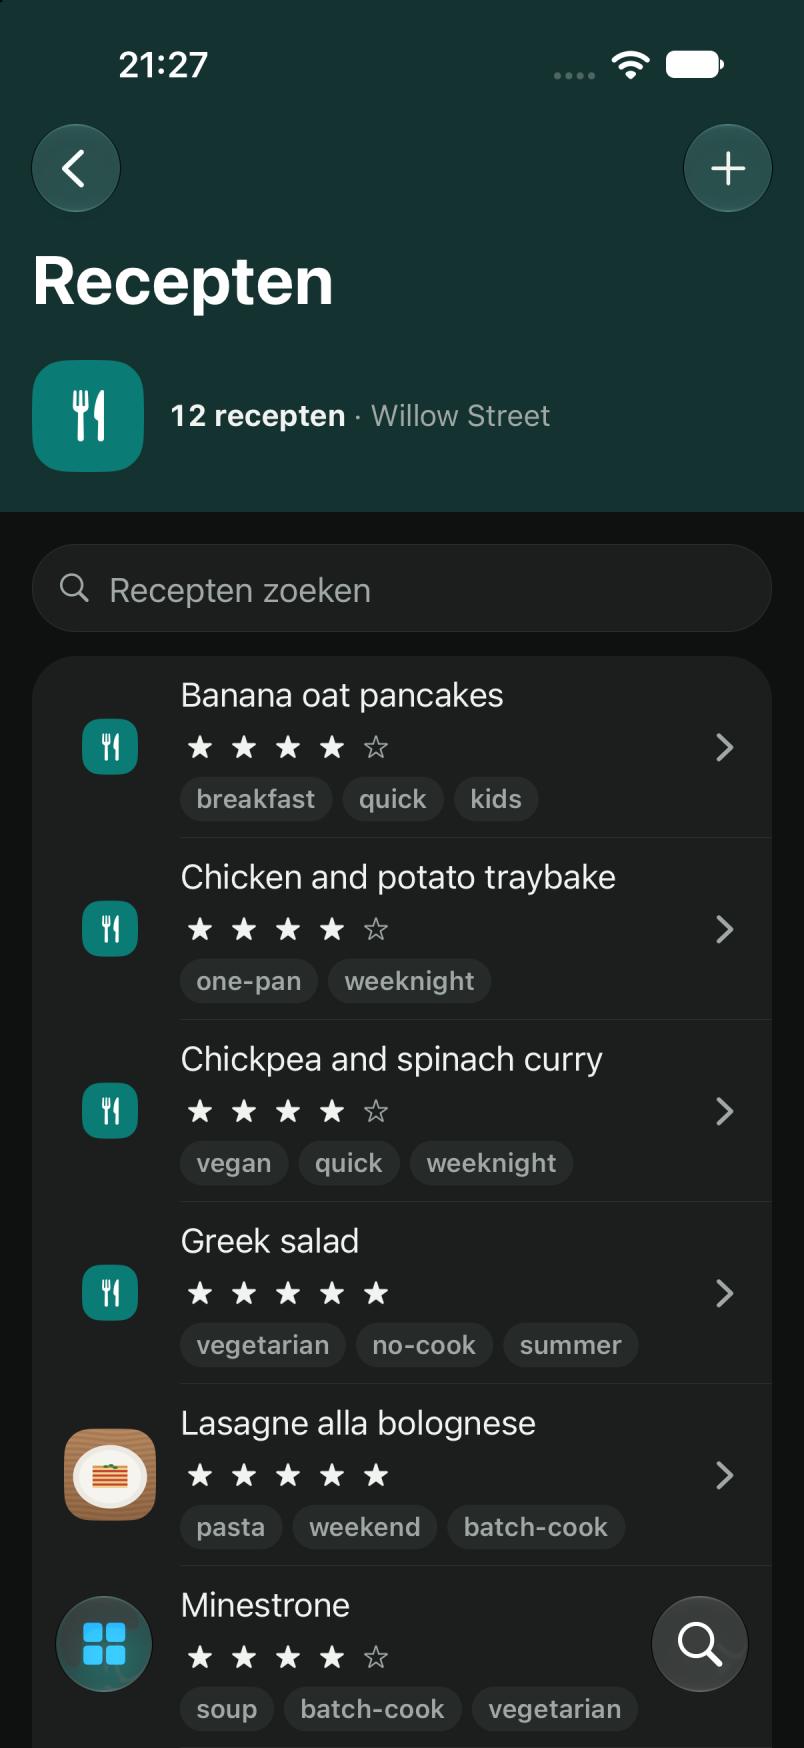 21:27
Recepten
12 recepten · Willow Street
Recepten zoeken
Banana oat pancakes
breakfast quick kids
Chicken and potato traybake
one-pan weeknight
Chickpea and spinach curry
vegan quick weeknight
Greek salad
vegetarian no-cook summer
Lasagne alla bolognese
pasta weekend batch-cook
Minestrone
soup batch-cook vegetarian